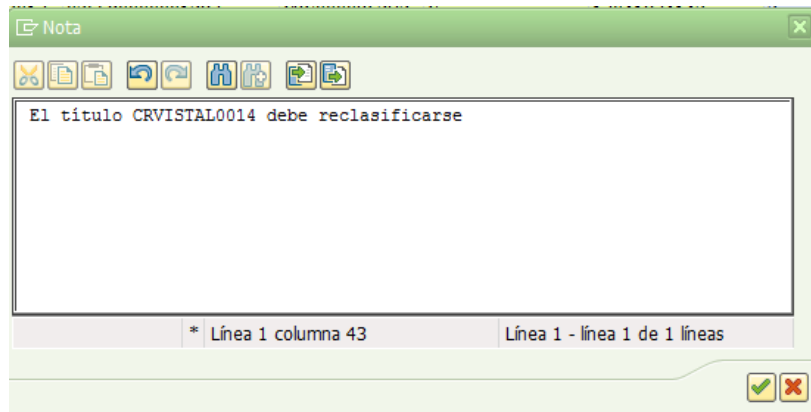 Nota
El título CRVISTAL0014 debe reclasificarse
* Línea 1 columna 43
Línea 1 - línea 1 de 1 líneas